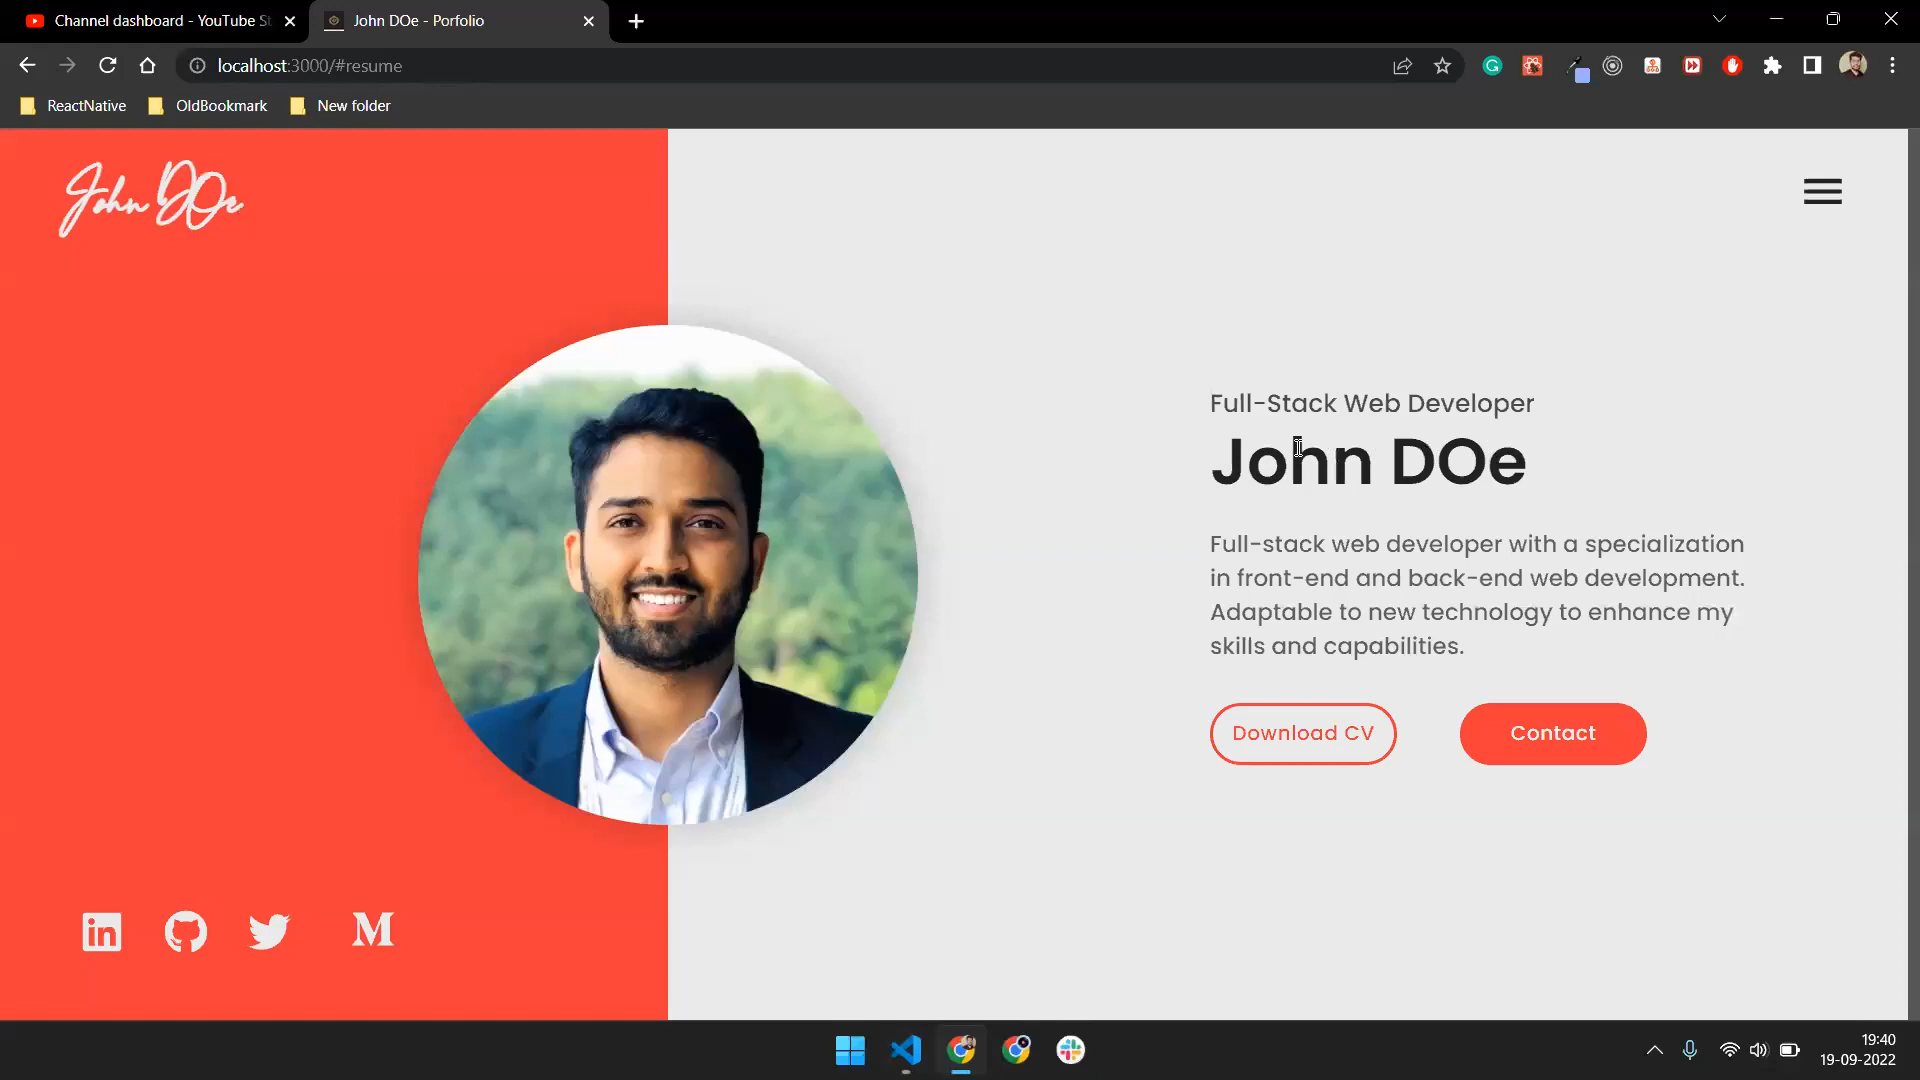 Channel dashboard - YouTube St
John DOe - Porfolio
localhost:3000/#resume
ReactNative
OldBookmark
New folder
John DOe
Full-Stack Web Developer
John DOe
Full-stack web developer with a specialization
in front-end and back-end web development.
Adaptable to new technology to enhance my
skills and capabilities.
Download CV
Contact
in
M
19:40
19-09-2022